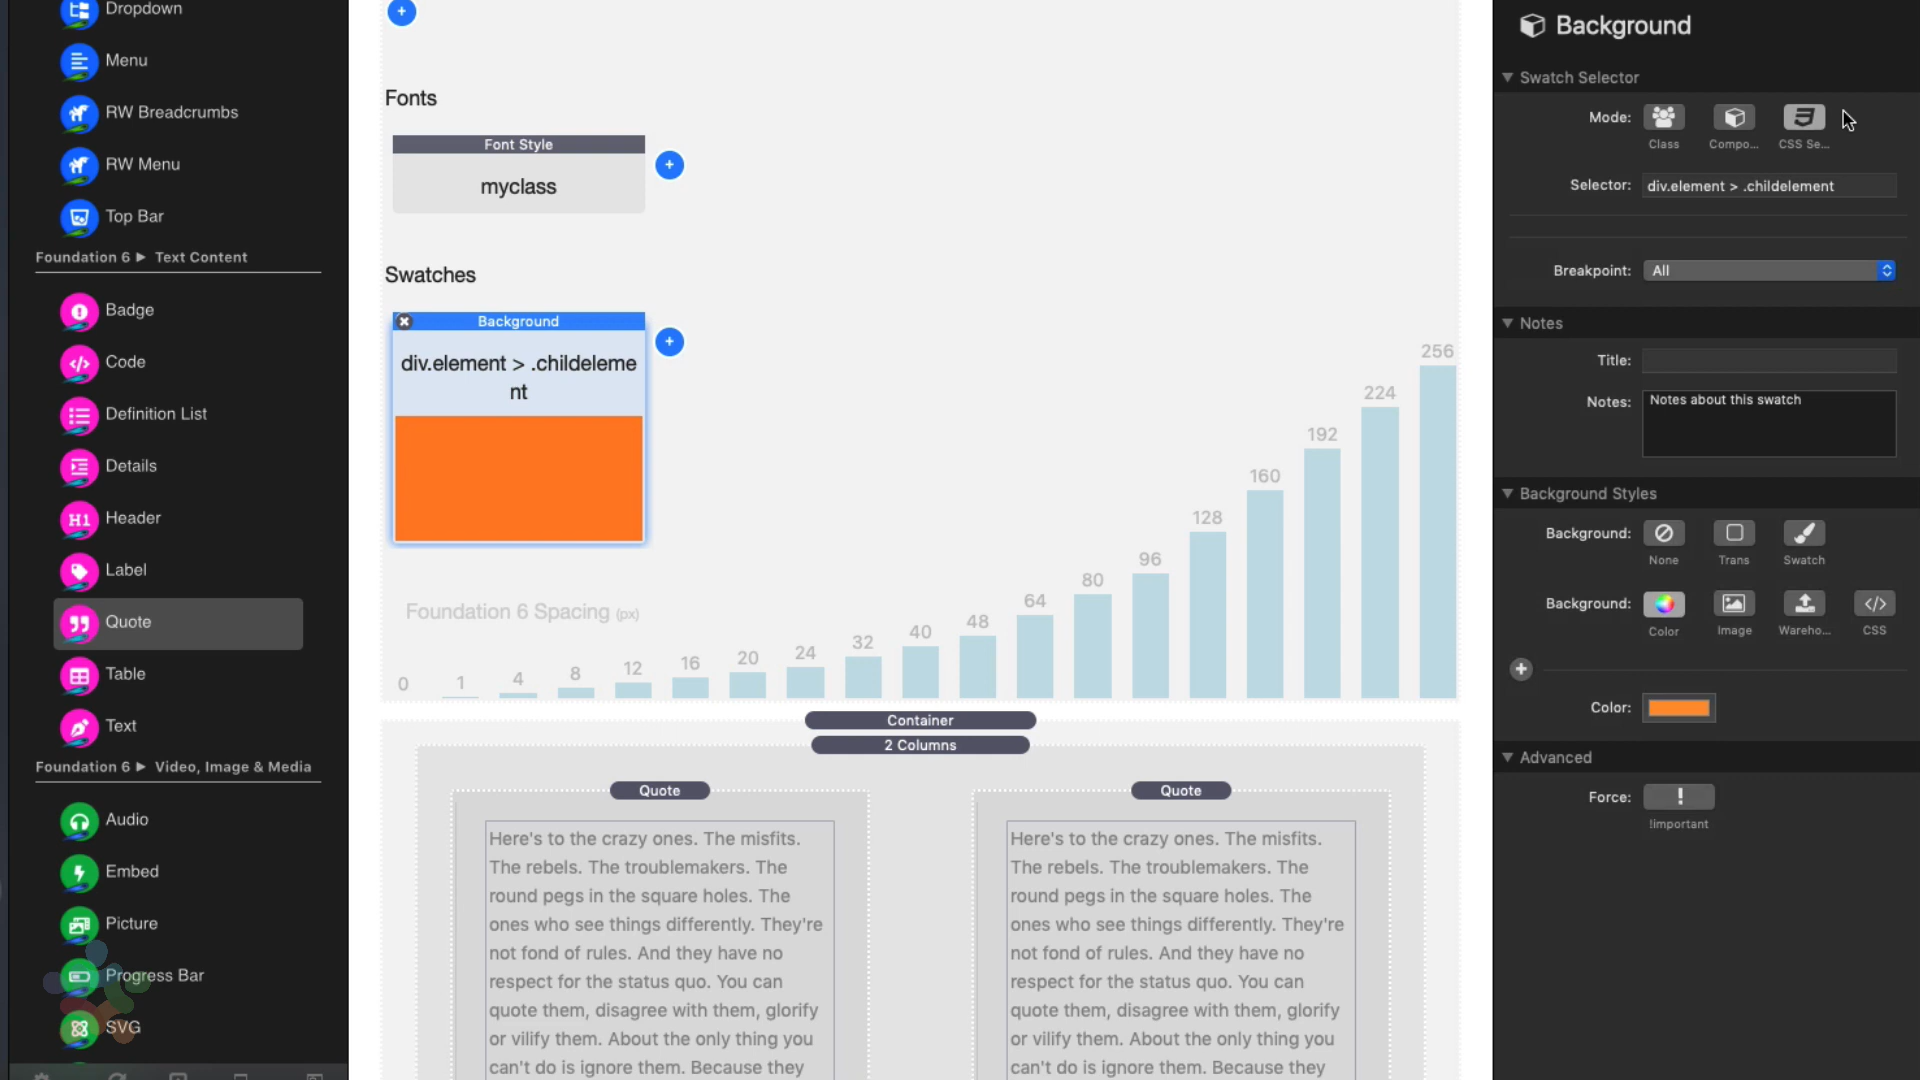 Dropdown
Menu
RW Breadcrumbs
RW Menu
Top Bar
Foundation 6 ▶ Text Content
Badge
Code
Definition List
Details
H1 Header
Label
Quote
Table
Text
Foundation 6 ▶ Video, Image & Media
Audio
Embed
Picture
Progress Bar
SVG
Fonts
Font Style
myclass
Swatches
Background
div.element > .childeleme
nt
Foundation 6 Spacing (px)
0
1
4
8
12
16
20
24
32
40
48
64
80
96
128
160
192
224
256
Container
2 Columns
Quote
Here's to the crazy ones. The misfits.
The rebels. The troublemakers. The
round pegs in the square holes. The
ones who see things differently. They're
not fond of rules. And they have no
respect for the status quo. You can
quote them, disagree with them, glorify
or vilify them. About the only thing you
can't do is ignore them. Because they
Quote
Here's to the crazy ones. The misfits.
The rebels. The troublemakers. The
round pegs in the square holes. The
ones who see things differently. They're
not fond of rules. And they have no
respect for the status quo. You can
quote them, disagree with them, glorify
or vilify them. About the only thing you
can't do is ignore them. Because they
Background
Swatch Selector
Mode:
Class
Compo...
CSS Se...
Selector: div.element > .childelement
Breakpoint: All
Notes
Title:
Notes: Notes about this swatch
Background Styles
Background:
None
Trans
Swatch
Background:
Color
Image
Wareho...
CSS
Color:
Advanced
Force: !
!important